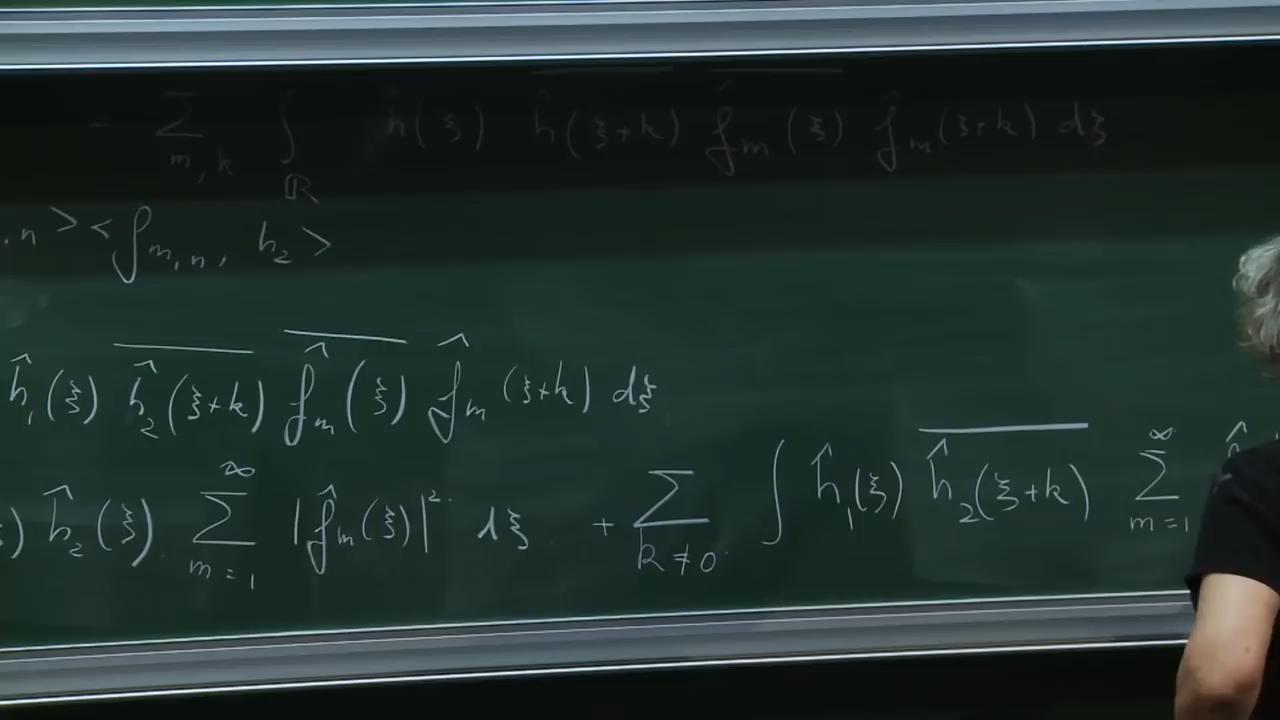 = Σ_{m,k} ∫_ℝ ĥ(ξ) \overline{ĥ(ξ+k)} \overline{f̂_m(ξ)} f̂_m(ξ+k) dξ
,n > < f_{m,n}, h_2 >
ĥ_1(ξ) \overline{ĥ_2(ξ+k)} \overline{f̂_m(ξ)} f̂_m(ξ+k) dξ
ξ) ĥ_2(ξ) Σ_{m=1}^{∞} |f̂_m(ξ)|^2 dξ + Σ_{k≠0} ∫ ĥ_1(ξ) \overline{ĥ_2(ξ+k)} Σ_{m=1}^{∞}